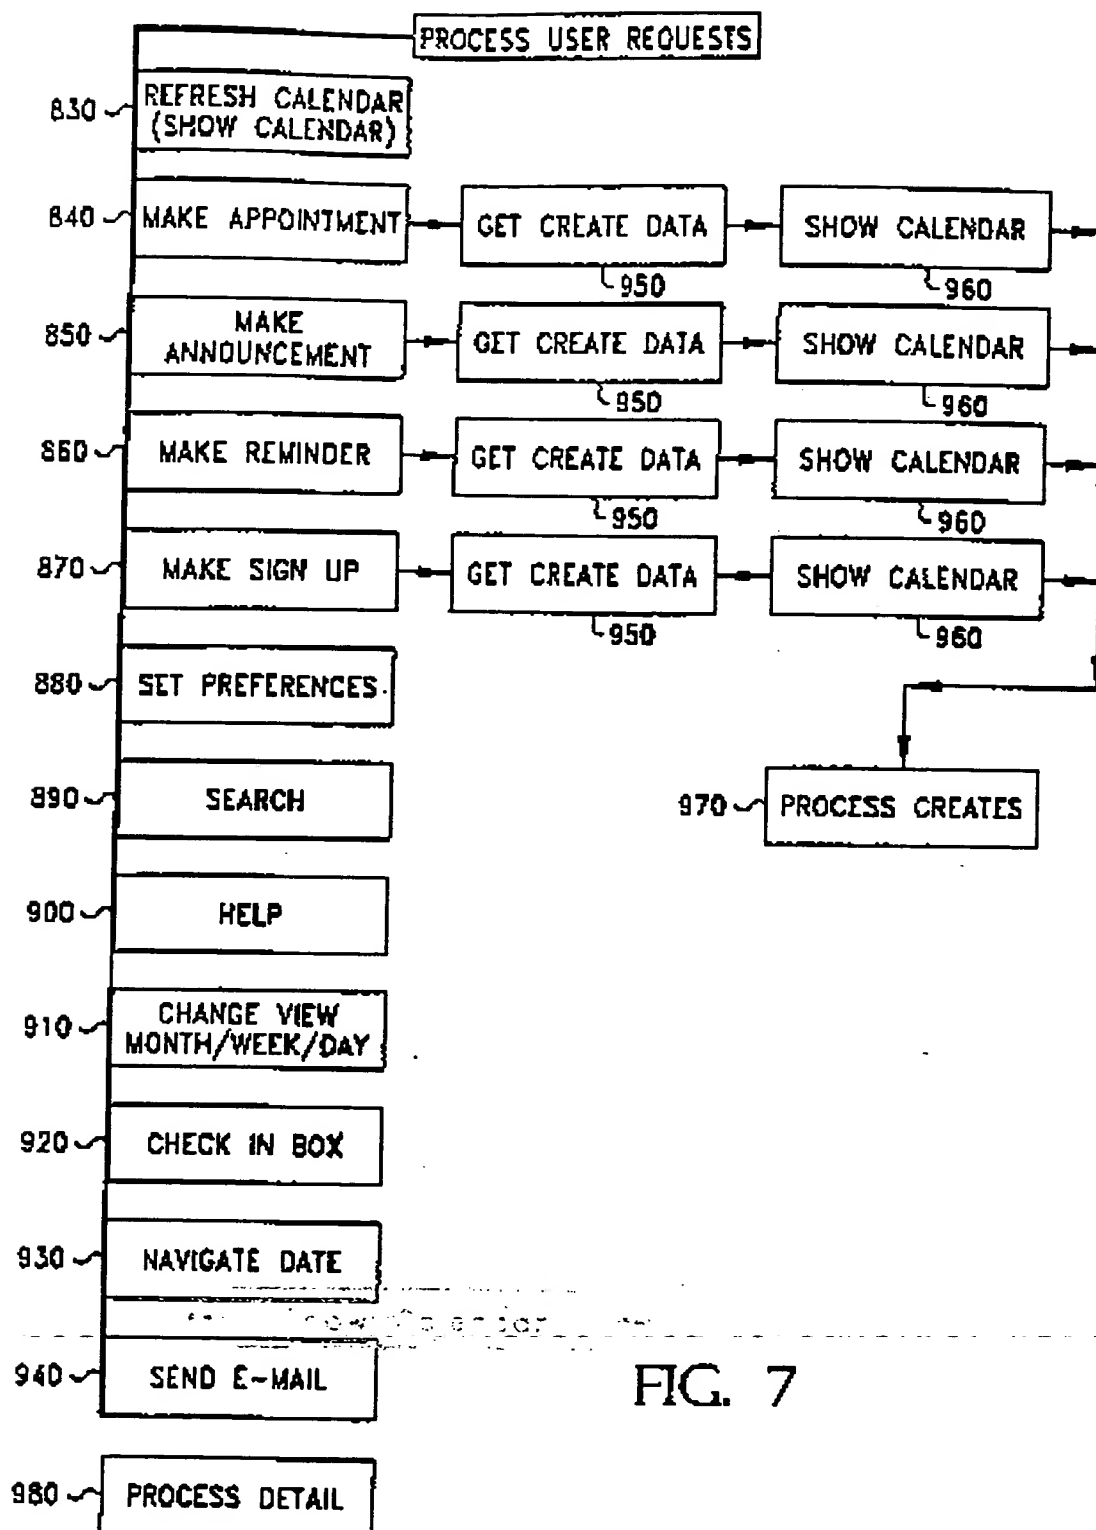 PROCESS USER REQUESTS
830
REFRESH CALENDAR
(SHOW CALENDAR)
840
MAKE APPOINTMENT
GET CREATE DATA
SHOW CALENDAR
950
960
850
MAKE
ANNOUNCEMENT
GET CREATE DATA
SHOW CALENDAR
950
960
860
MAKE REMINDER
GET CREATE DATA
SHOW CALENDAR
950
960
870
MAKE SIGN UP
GET CREATE DATA
SHOW CALENDAR
950
960
880
SET PREFERENCES
890
SEARCH
970
PROCESS CREATES
900
HELP
910
CHANGE VIEW
MONTH/WEEK/DAY
920
CHECK IN BOX
930
NAVIGATE DATE
940
SEND E-MAIL
FIG. 7
980
PROCESS DETAIL